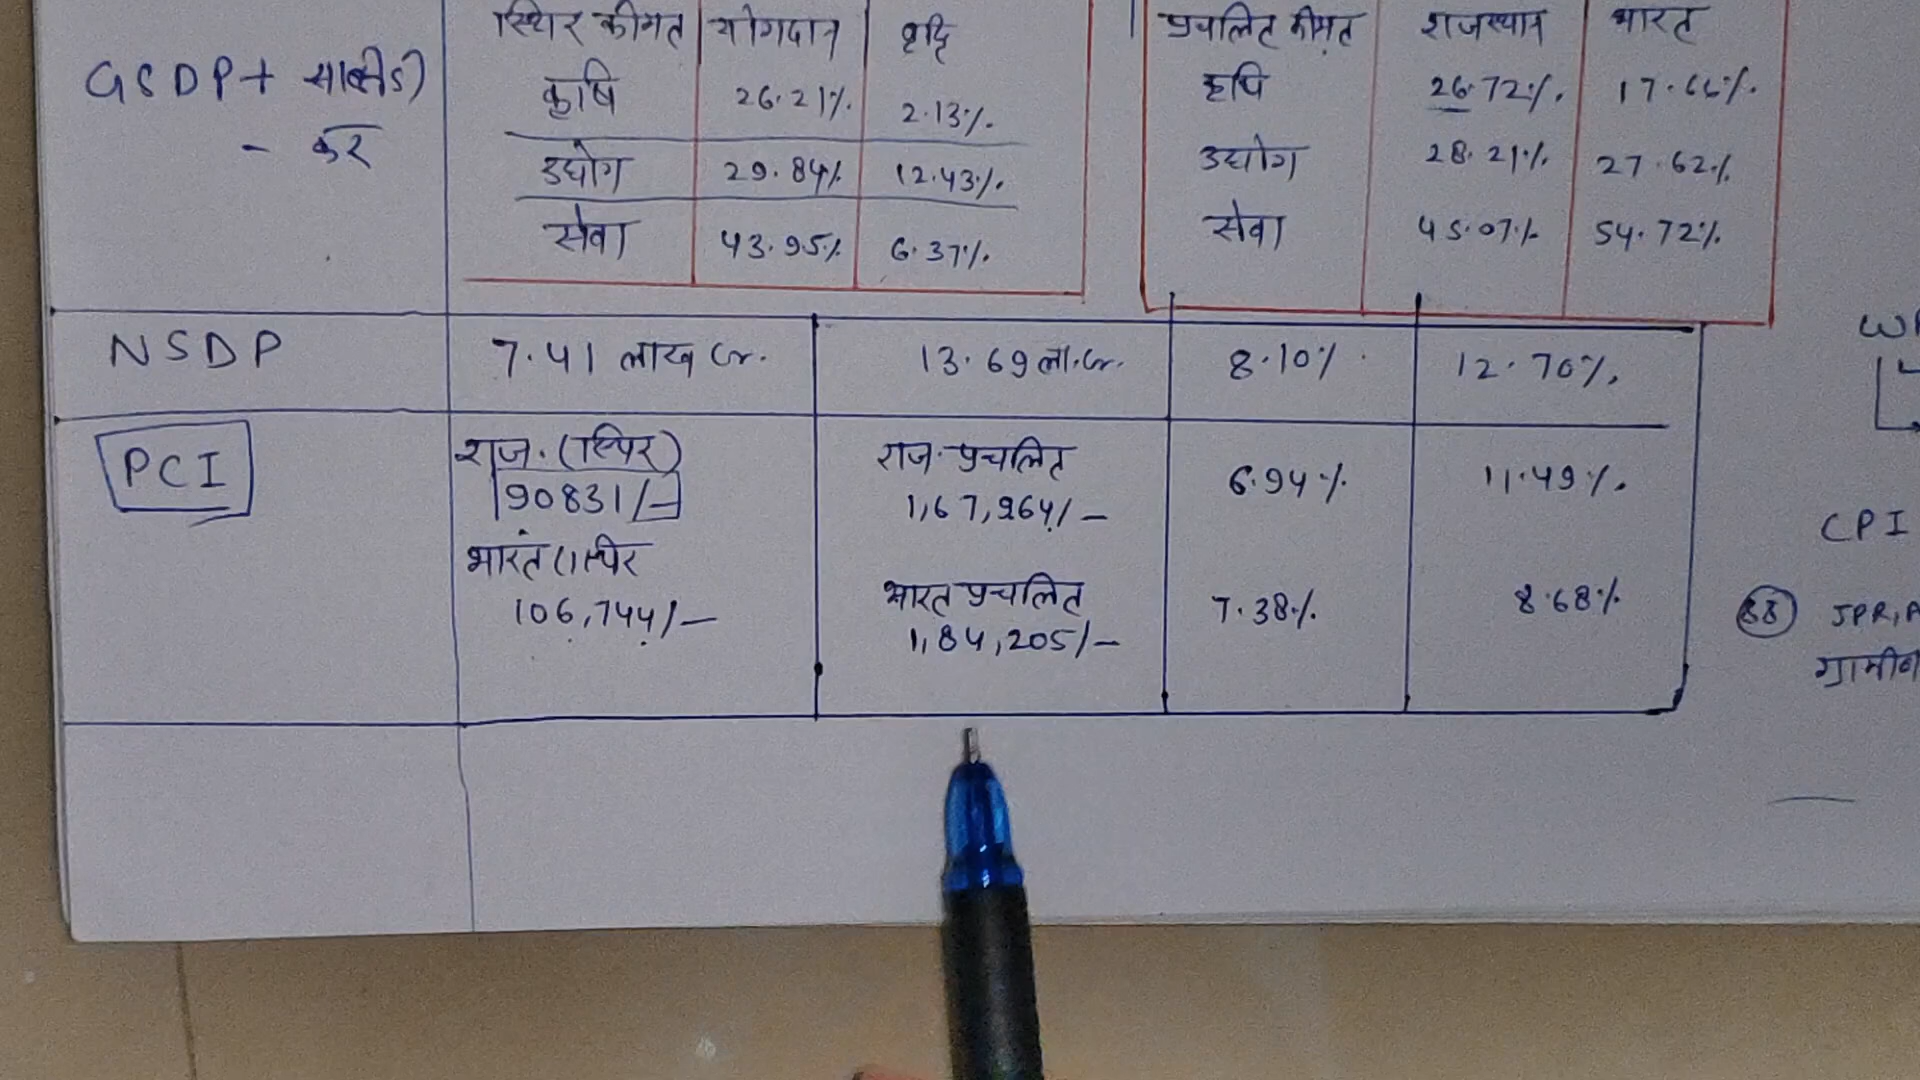 GSDP + सब्सिडी
- कर
स्थिर कीमत योगदान वृद्धि
कृषि 26.21% 2.13%
उद्योग 29.84% 12.43%
सेवा 43.95% 6.37%
प्रचलित कीमत राजस्थान भारत
कृषि 26.72% 17.66%
उद्योग 28.21% 27.62%
सेवा 45.07% 54.72%
NSDP 7.41 लाख Cr. 13.69 ला. Cr. 8.10% 12.70%
PCI
राज. (स्थिर) राज. प्रचलित
90831/- 1,67,964/- 6.94% 11.49%
भारत (स्थिर भारत प्रचलित
106,744/- 1,84,205/- 7.38% 8.68%
CPI
88 JPR, A